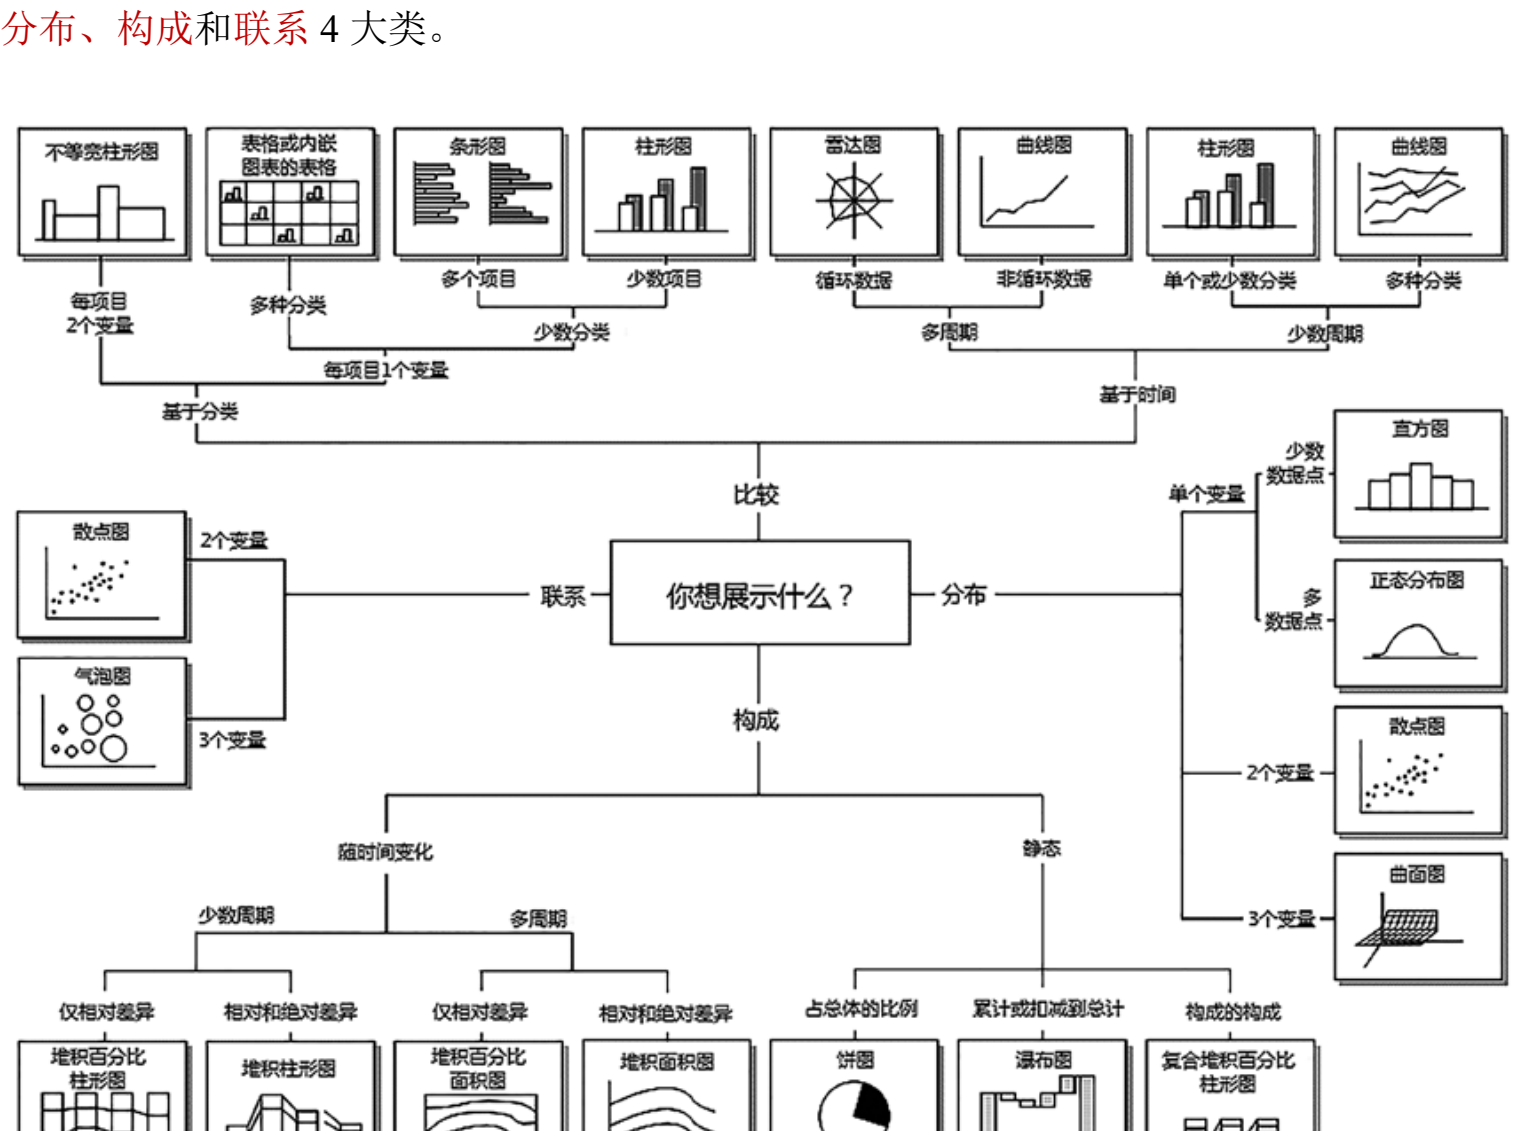 分布、构成和联系 4 大类。
不等宽柱形图
表格或内嵌
图表的表格
条形图
柱形图
雷达图
曲线图
柱形图
曲线图
每项目
2个变量
多种分类
多个项目
少数项目
循环数据
非循环数据
单个或少数分类
多种分类
少数分类
多周期
少数周期
每项目1个变量
基于分类
基于时间
比较
你想展示什么？
联系
2个变量
散点图
3个变量
气泡图
分布
单个变量
少数
数据点
直方图
多
数据点
正态分布图
2个变量
散点图
3个变量
曲面图
构成
随时间变化
静态
少数周期
多周期
仅相对差异
相对和绝对差异
仅相对差异
相对和绝对差异
占总体的比例
累计或扣减到总计
构成的构成
堆积百分比
柱形图
堆积柱形图
堆积百分比
面积图
堆积面积图
饼图
瀑布图
复合堆积百分比
柱形图